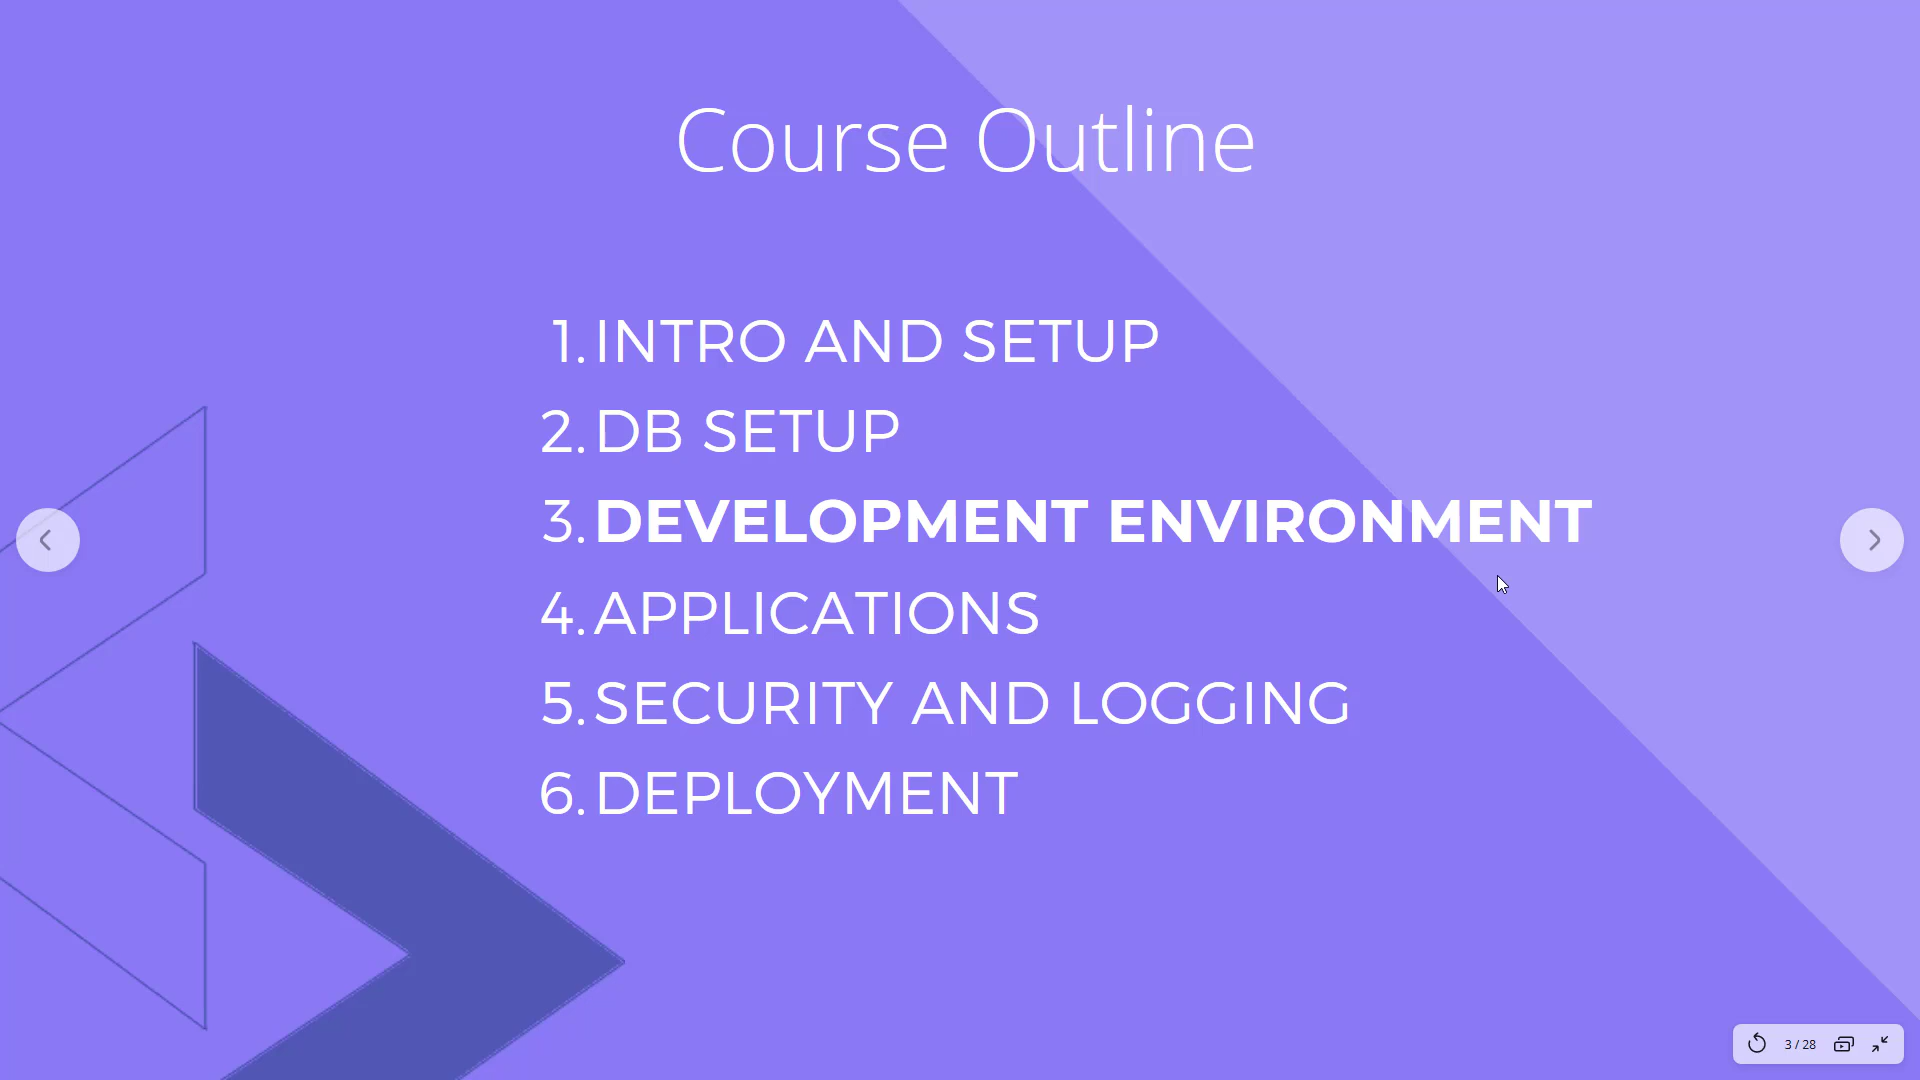 Course Outline
1. INTRO AND SETUP
2. DB SETUP
3. DEVELOPMENT ENVIRONMENT
4. APPLICATIONS
5. SECURITY AND LOGGING
6. DEPLOYMENT
3 / 28